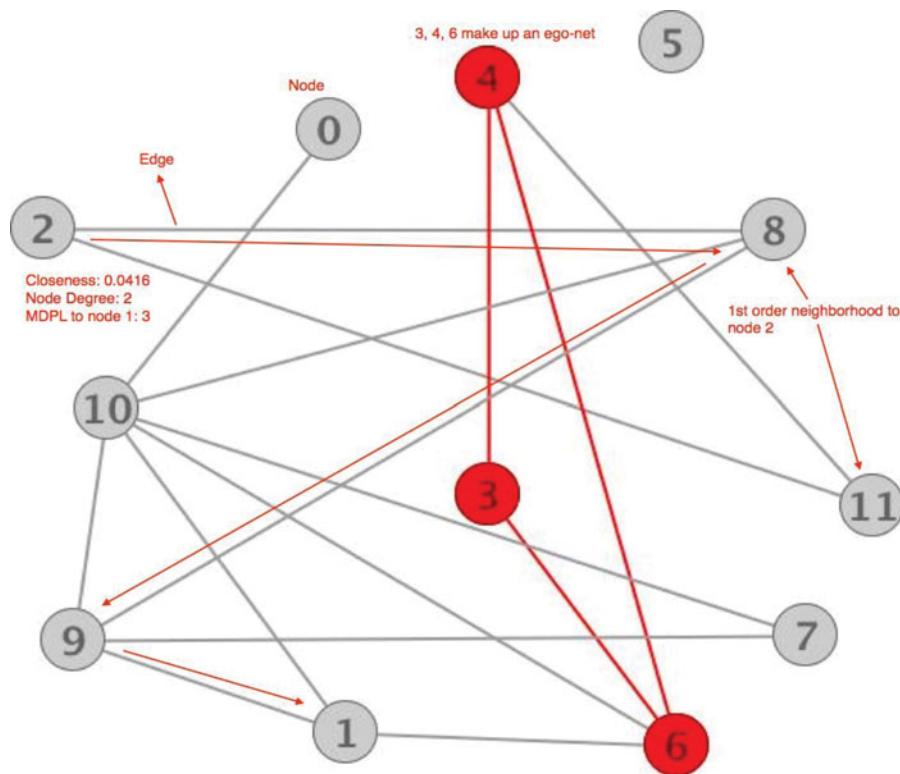 3, 4, 6 make up an ego-net
5
4
Node
0
Edge
2
8
Closeness: 0.0416
Node Degree: 2
MDPL to node 1: 3
1st order neighborhood to
node 2
10
3
11
9
7
1
6